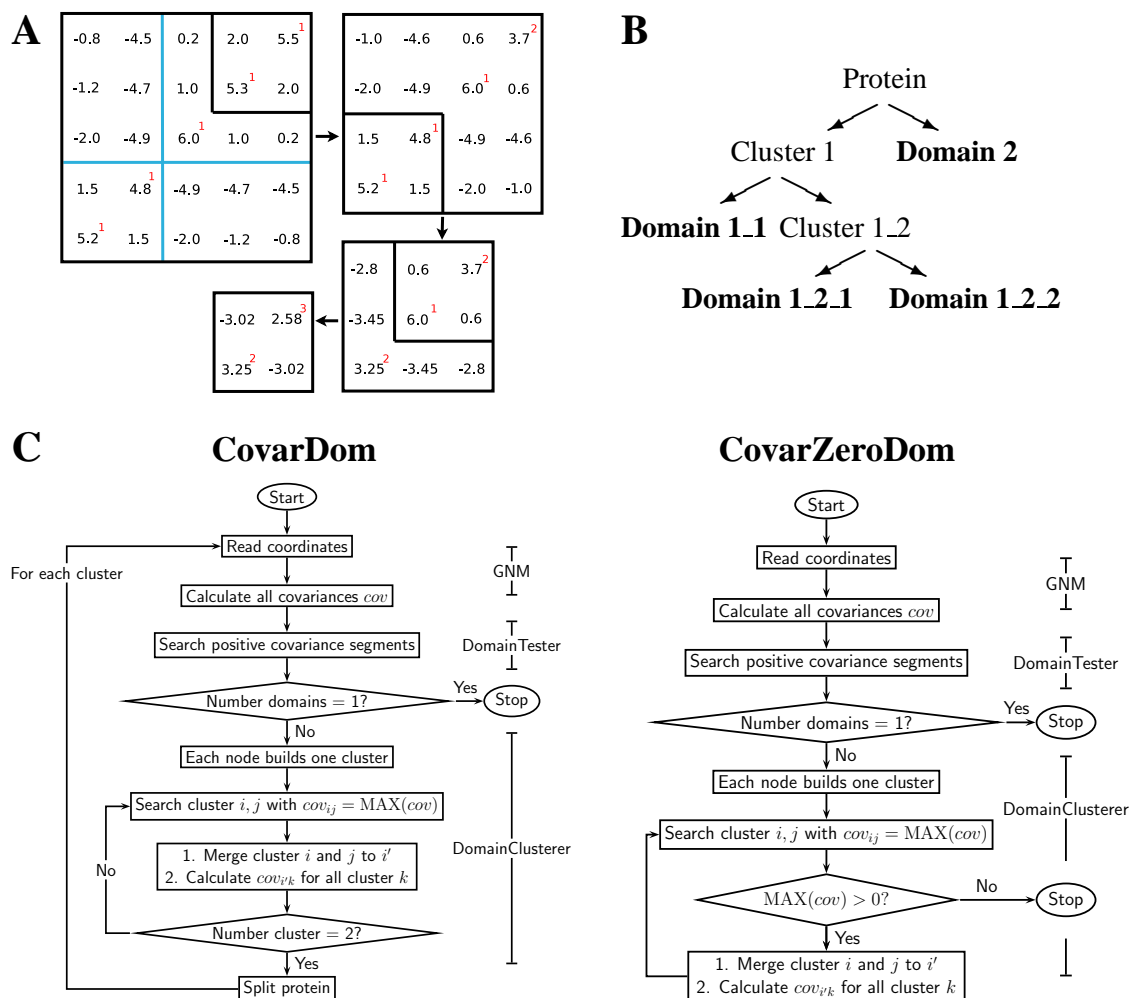 A
-0.8 -4.5 0.2 2.0 5.5 1
-1.2 -4.7 1.0 5.3 1 2.0
-2.0 -4.9 6.0 1 1.0 0.2
1.5 4.8 1 -4.9 -4.7 -4.5
5.2 1 1.5 -2.0 -1.2 -0.8
-1.0 -4.6 0.6 3.7 2
-2.0 -4.9 6.0 1 0.6
1.5 4.8 1 -4.9 -4.6
5.2 1 1.5 -2.0 -1.0
-2.8 0.6 3.7 2
-3.45 6.0 1 0.6
3.25 2 -3.45 -2.8
-3.02 2.58 3
3.25 2 -3.02
B
Protein
Cluster 1 Domain 2
Domain 1_1 Cluster 1_2
Domain 1_2_1 Domain 1_2_2
C
CovarDom
Start
Read coordinates
For each cluster
Calculate all covariances cov
GNM
Search positive covariance segments
DomainTester
Number domains = 1?
Yes
Stop
No
Each node builds one cluster
Search cluster i, j with cov_ij = MAX(cov)
1. Merge cluster i and j to i′
2. Calculate cov_i′k for all cluster k
DomainClusterer
No
Number cluster = 2?
Yes
Split protein
CovarZeroDom
Start
Read coordinates
GNM
Calculate all covariances cov
Search positive covariance segments
DomainTester
Number domains = 1?
Yes
Stop
No
Each node builds one cluster
DomainClusterer
Search cluster i, j with cov_ij = MAX(cov)
MAX(cov) > 0?
No
Stop
Yes
1. Merge cluster i and j to i′
2. Calculate cov_i′k for all cluster k